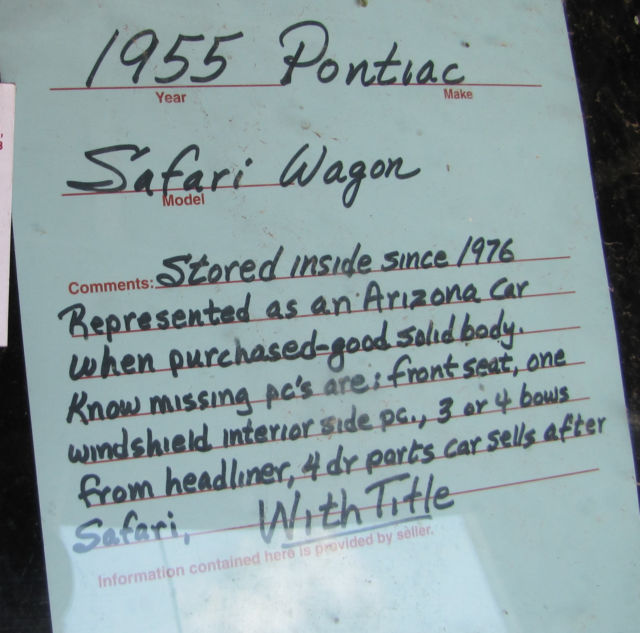 1955 Pontiac
Year Make
Safari Wagon
Model
Comments: Stored inside since 1976
Represented as an Arizona Car
when purchased-good solid body.
Know missing pc's are: front seat, one
windshield interior side pc., 3 or 4 bows
from headliner, 4 dr parts car sells after
Safari, With Title
Information contained here is provided by seller.